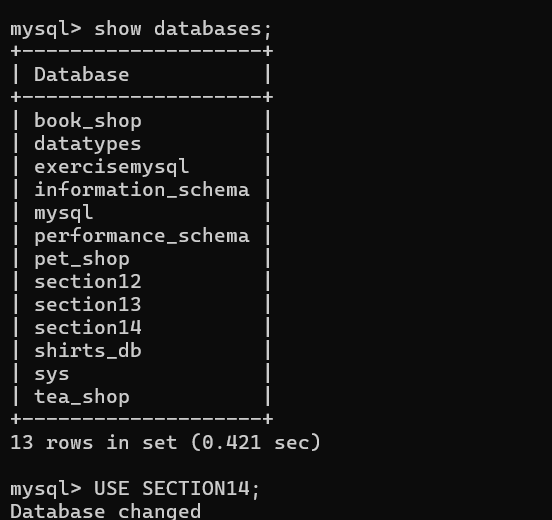 mysql> show databases;
+--------------------+
| Database           |
+--------------------+
| book_shop          |
| datatypes          |
| exercisemysql      |
| information_schema |
| mysql              |
| performance_schema |
| pet_shop           |
| section12          |
| section13          |
| section14          |
| shirts_db          |
| sys                |
| tea_shop           |
+--------------------+
13 rows in set (0.421 sec)
mysql> USE SECTION14;
Database changed